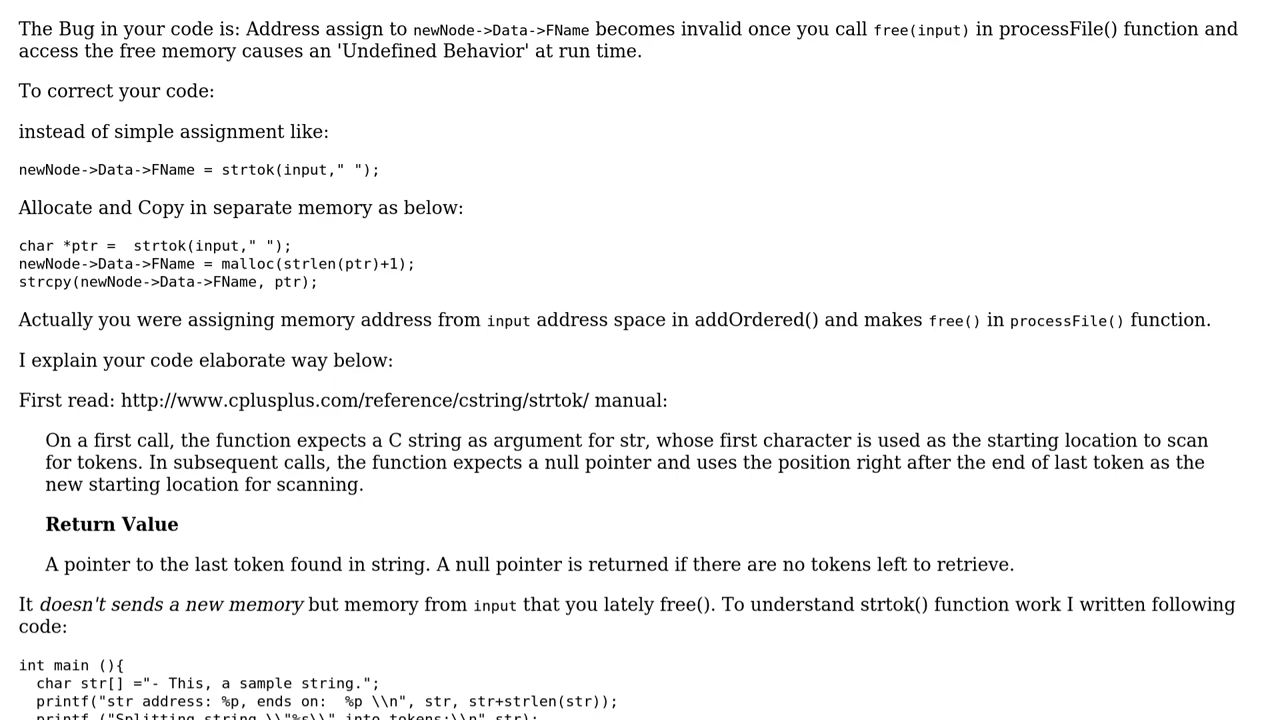 The Bug in your code is: Address assign to newNode->Data->FName becomes invalid once you call free(input) in processFile() function and
access the free memory causes an 'Undefined Behavior' at run time.
To correct your code:
instead of simple assignment like:
newNode->Data->FName = strtok(input," ");
Allocate and Copy in separate memory as below:
char *ptr =  strtok(input," ");
newNode->Data->FName = malloc(strlen(ptr)+1);
strcpy(newNode->Data->FName, ptr);
Actually you were assigning memory address from input address space in addOrdered() and makes free() in processFile() function.
I explain your code elaborate way below:
First read: http://www.cplusplus.com/reference/cstring/strtok/ manual:
On a first call, the function expects a C string as argument for str, whose first character is used as the starting location to scan
for tokens. In subsequent calls, the function expects a null pointer and uses the position right after the end of last token as the
new starting location for scanning.
Return Value
A pointer to the last token found in string. A null pointer is returned if there are no tokens left to retrieve.
It doesn't sends a new memory but memory from input that you lately free(). To understand strtok() function work I written following
code:
int main (){
  char str[] ="- This, a sample string.";
  printf("str address: %p, ends on:  %p \\n", str, str+strlen(str));
  printf ("Splitting string \\"%s\\" into tokens:\\n",str);